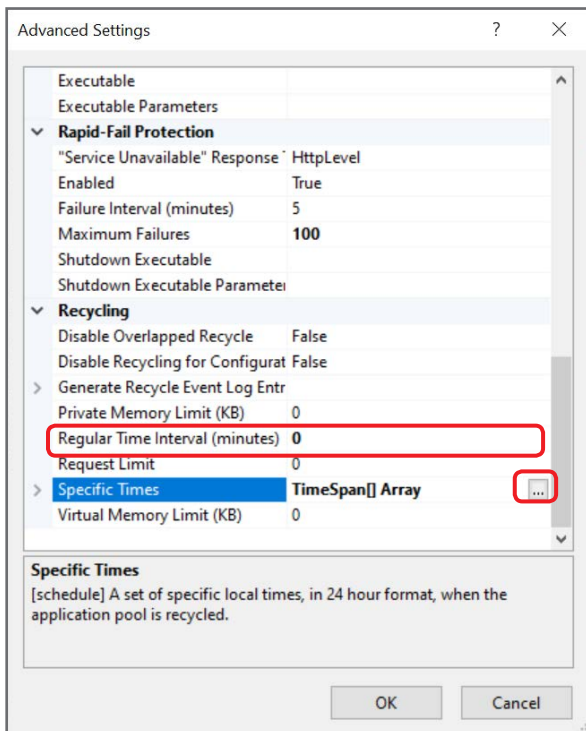 Advanced Settings ?
Executable
Executable Parameters
Rapid-Fail Protection
"Service Unavailable" Response HttpLevel
Enabled True
Failure Interval (minutes) 5
Maximum Failures 100
Shutdown Executable
Shutdown Executable Parameter
Recycling
Disable Overlapped Recycle False
Disable Recycling for Configurat False
Generate Recycle Event Log Entr
Private Memory Limit (KB) 0
Regular Time Interval (minutes) 0
Request Limit 0
Specific Times TimeSpan[] Array ...
Virtual Memory Limit (KB) 0
Specific Times
[schedule] A set of specific local times, in 24 hour format, when the
application pool is recycled.
OK Cancel